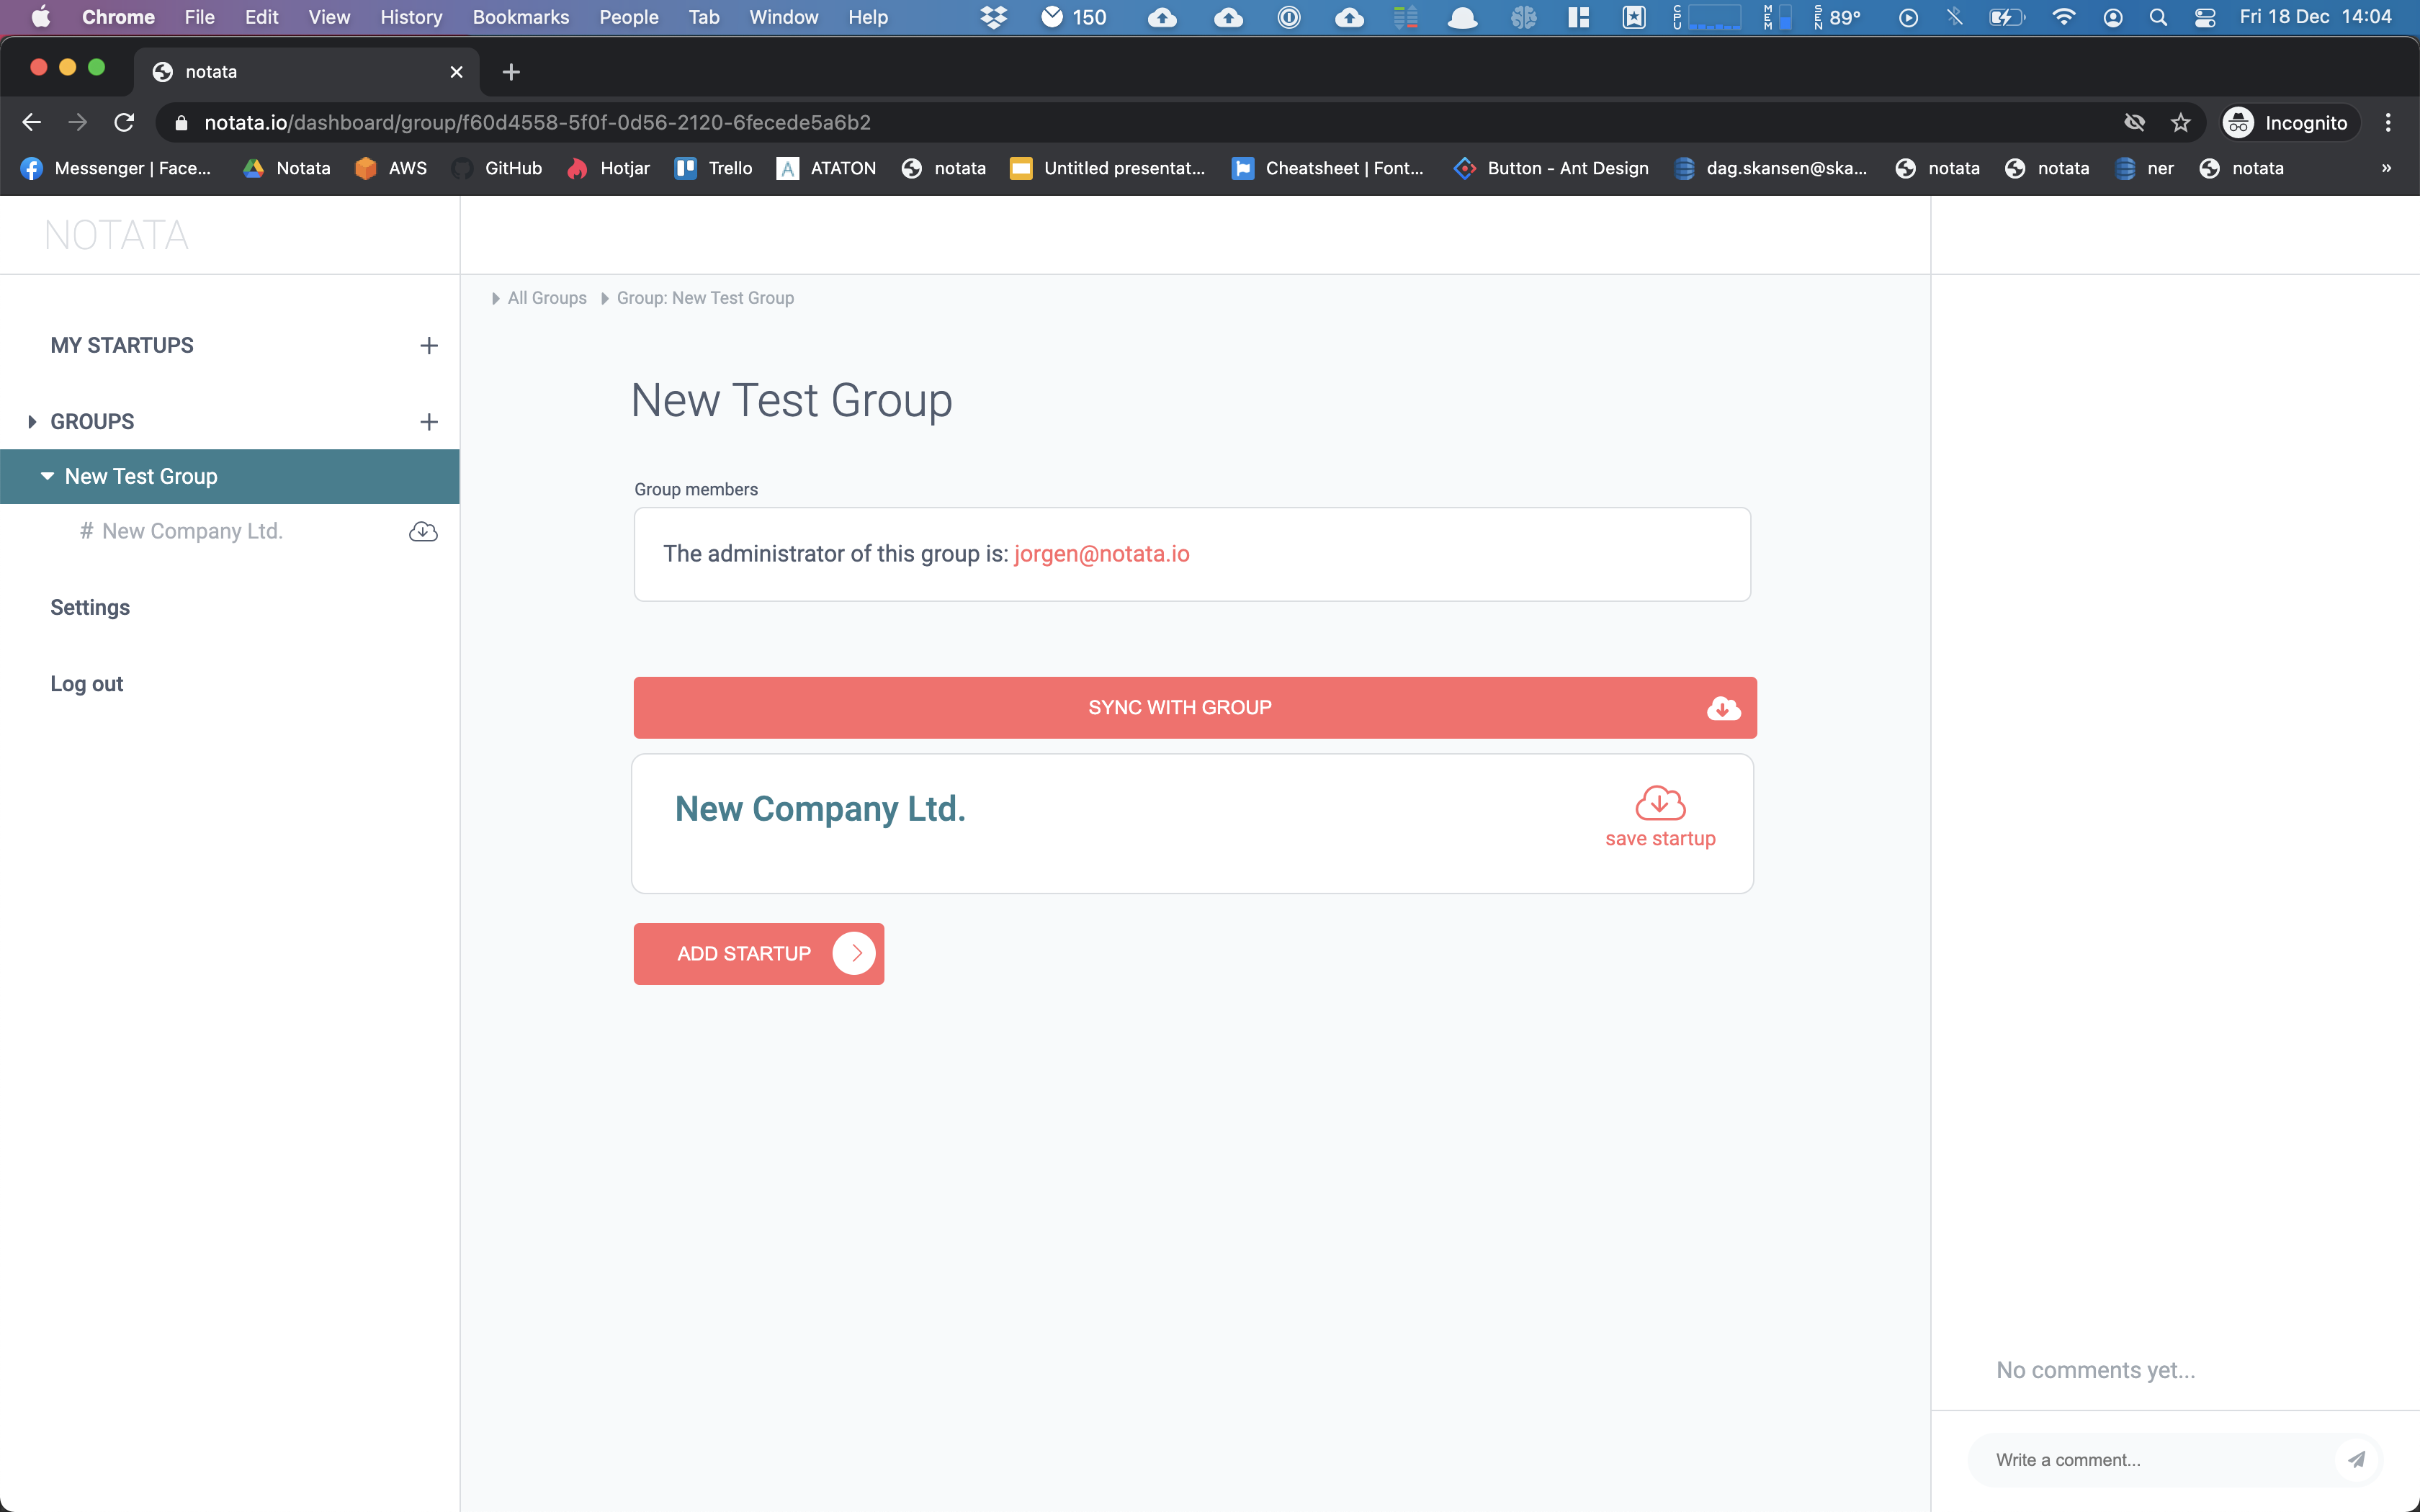 Chrome File Edit View History Bookmarks People Tab Window Help 150 CPU MEM SEN 89° Fri 18 Dec 14:04
notata
notata.io/dashboard/group/f60d4558-5f0f-0d56-2120-6fecede5a6b2 Incognito
Messenger | Face... Notata AWS GitHub Hotjar Trello ATATON notata Untitled presentat... Cheatsheet | Font... Button - Ant Design dag.skansen@ska... notata notata ner notata »
NOTATA
MY STARTUPS
GROUPS
New Test Group
# New Company Ltd.
Settings
Log out
All Groups Group: New Test Group
New Test Group
Group members
The administrator of this group is: jorgen@notata.io
SYNC WITH GROUP
New Company Ltd.
save startup
ADD STARTUP
No comments yet...
Write a comment...